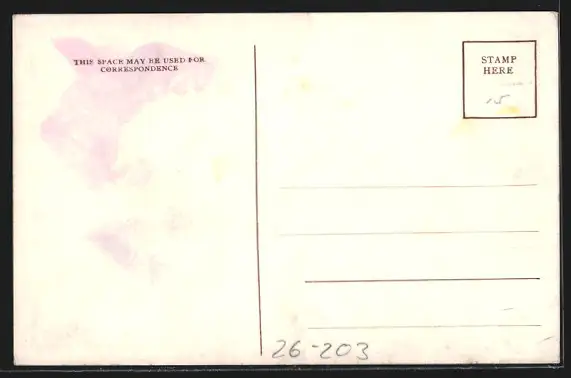 THIS SPACE MAY BE USED FOR
CORRESPONDENCE
STAMP
HERE
15
26-203